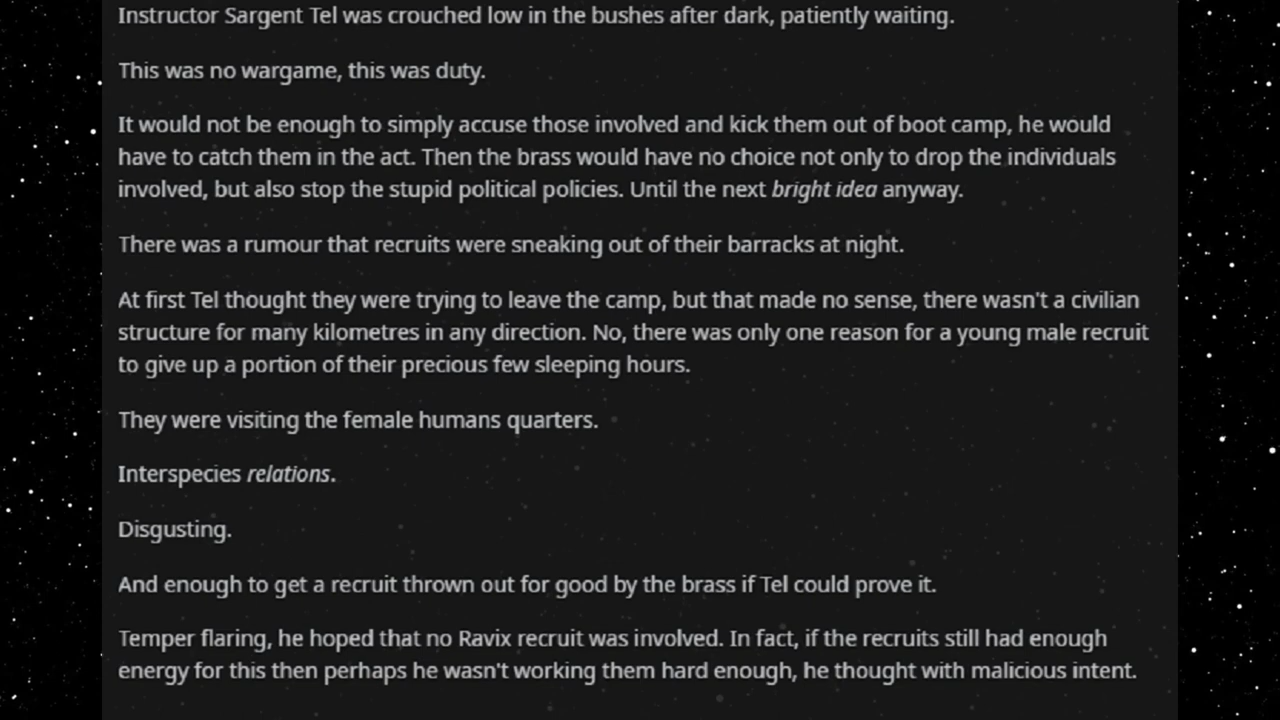 Instructor Sargent Tel was crouched low in the bushes after dark, patiently waiting.
This was no wargame, this was duty.
It would not be enough to simply accuse those involved and kick them out of boot camp, he would
have to catch them in the act. Then the brass would have no choice not only to drop the individuals
involved, but also stop the stupid political policies. Until the next bright idea anyway.
There was a rumour that recruits were sneaking out of their barracks at night.
At first Tel thought they were trying to leave the camp, but that made no sense, there wasn't a civilian
structure for many kilometres in any direction. No, there was only one reason for a young male recruit
to give up a portion of their precious few sleeping hours.
They were visiting the female humans quarters.
Interspecies relations.
Disgusting.
And enough to get a recruit thrown out for good by the brass if Tel could prove it.
Temper flaring, he hoped that no Ravix recruit was involved. In fact, if the recruits still had enough
energy for this then perhaps he wasn't working them hard enough, he thought with malicious intent.